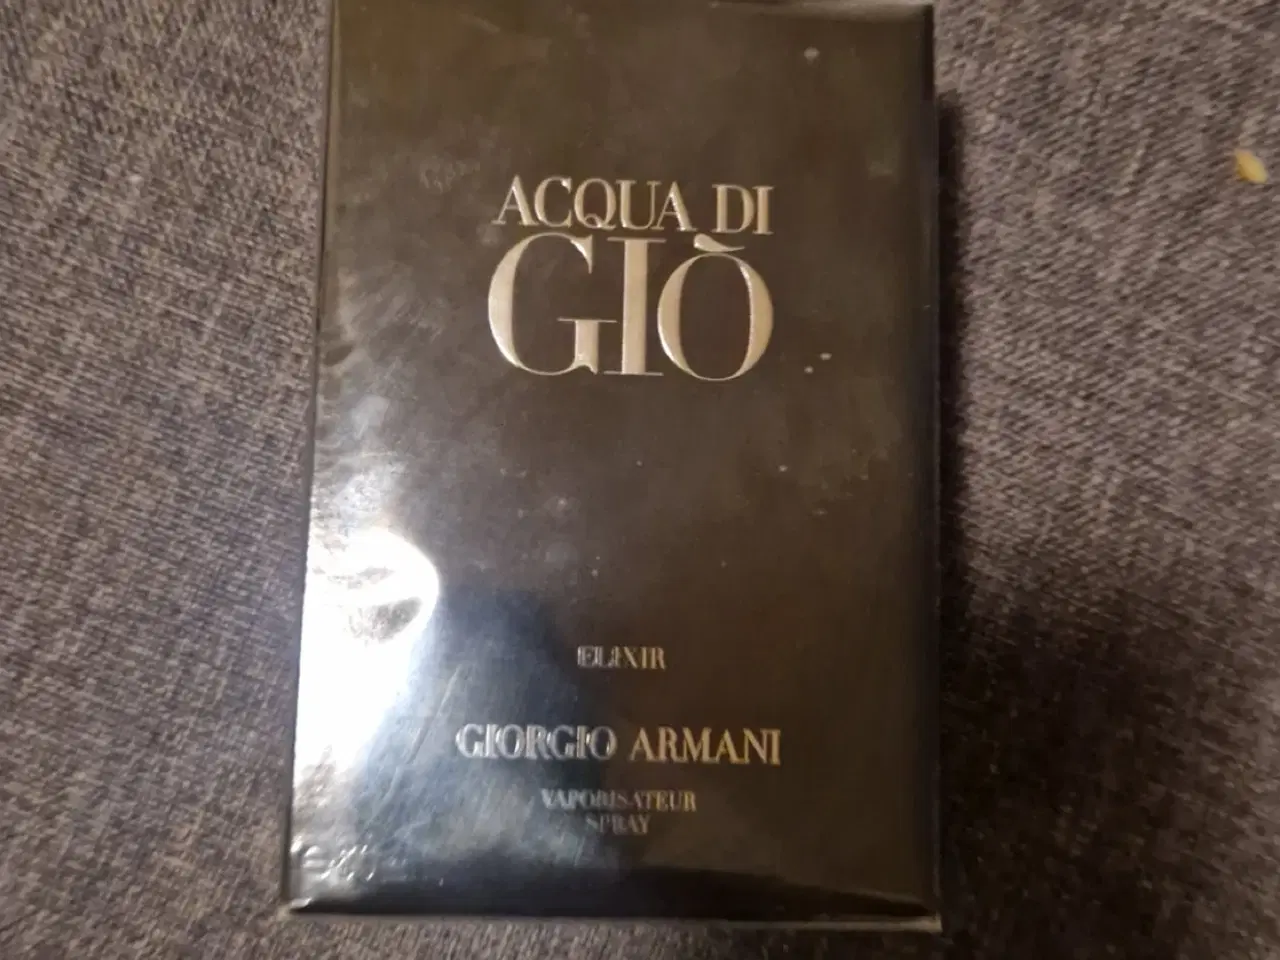 ACQUA DI
GIÒ
ELIXIR
GIORGIO ARMANI
VAPORISATEUR
SPRAY